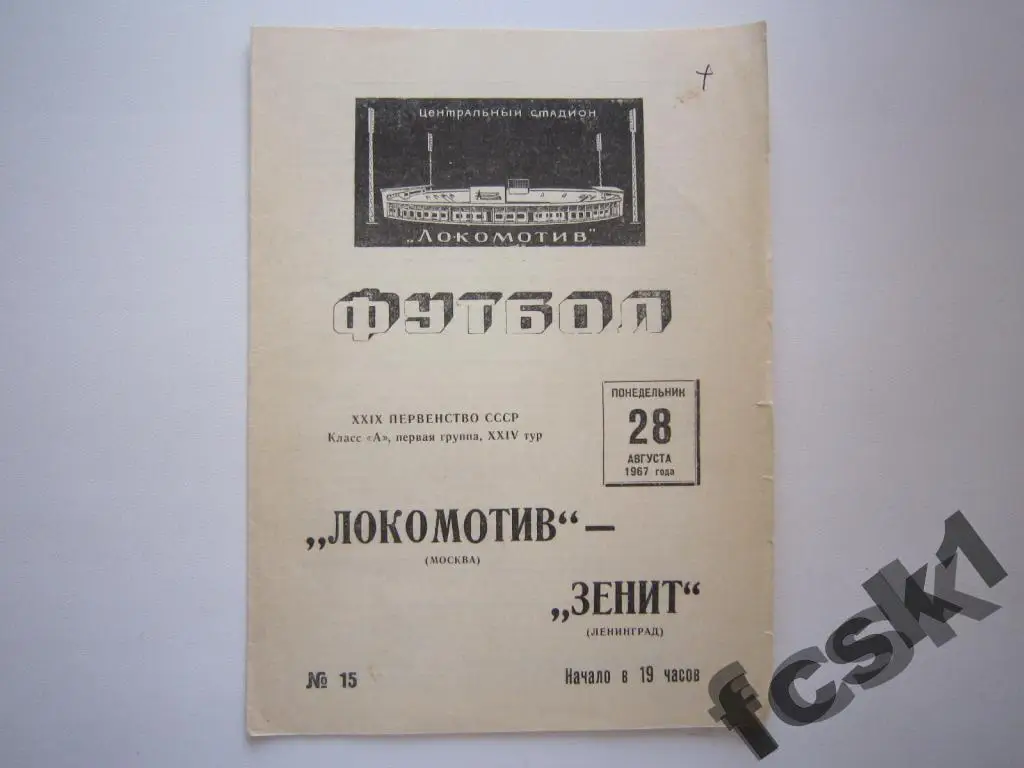 Центральный стадион
„Локомотив"
ФУТБОЛ
ПОНЕДЕЛЬНИК
28
АВГУСТА
1967 года
XXIX ПЕРВЕНСТВО СССР
Класс «А», первая группа, XXIV тур
„ЛОКОМОТИВ“ —
(МОСКВА)
„ЗЕНИТ“
(ЛЕНИНГРАД)
№ 15
Начало в 19 часов
fcsk1